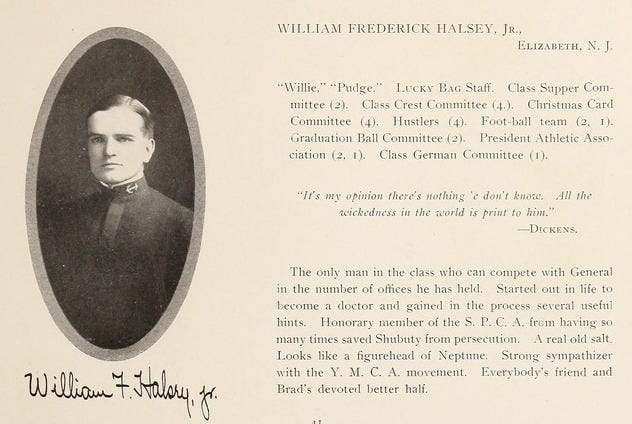 WILLIAM FREDERICK HALSEY, Jr.,
Elizabeth, N. J.
"Willie," "Pudge." Lucky Bag Staff. Class Supper Com-
mittee (2). Class Crest Committee (4.). Christmas Card
Committee (4). Hustlers (4). Foot-ball team (2, 1).
Graduation Ball Committee (2). President Athletic Asso-
ciation (2, 1). Class German Committee (1).
"It's my opinion there's nothing 'e don't know. All the
wickedness in the world is print to him."
—Dickens.
The only man in the class who can compete with General
in the number of offices he has held. Started out in life to
become a doctor and gained in the process several useful
hints. Honorary member of the S. P. C. A. from having so
many times saved Shubuty from persecution. A real old salt.
Looks like a figurehead of Neptune. Strong sympathizer
with the Y. M. C. A. movement. Everybody's friend and
Brad's devoted better half.
William F. Halsey, jr.
41